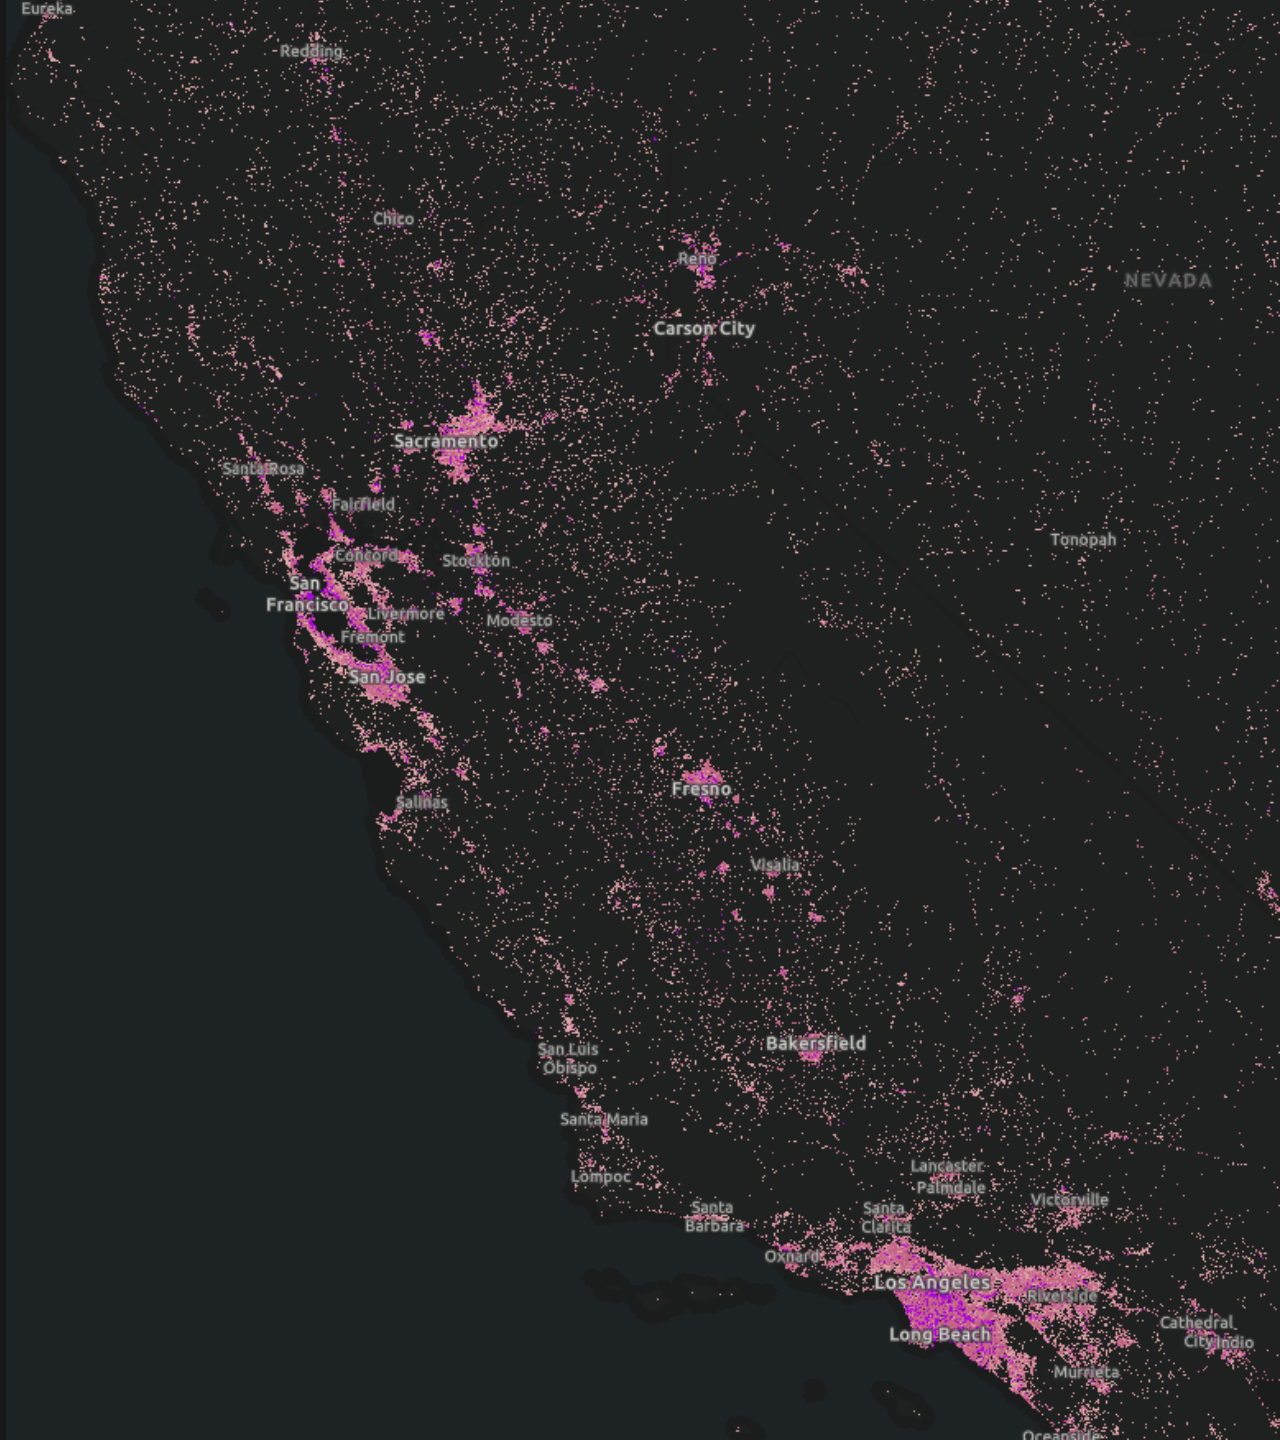 Eureka
Redding
Chico
Reno
NEVADA
Carson City
Sacramento
Santa Rosa
Fairfield
Tonopah
Concord
Stockton
San
Francisco
Livermore
Modesto
Fremont
San Jose
Fresno
Salinas
Visalia
Bakersfield
San Luis
Obispo
Santa Maria
Lompoc
Lancaster
Palmdale
Victorville
Santa
Barbara
Santa
Clarita
Oxnard
Los Angeles
Riverside
Long Beach
Cathedral
City
Indio
Murrieta
Oceanside